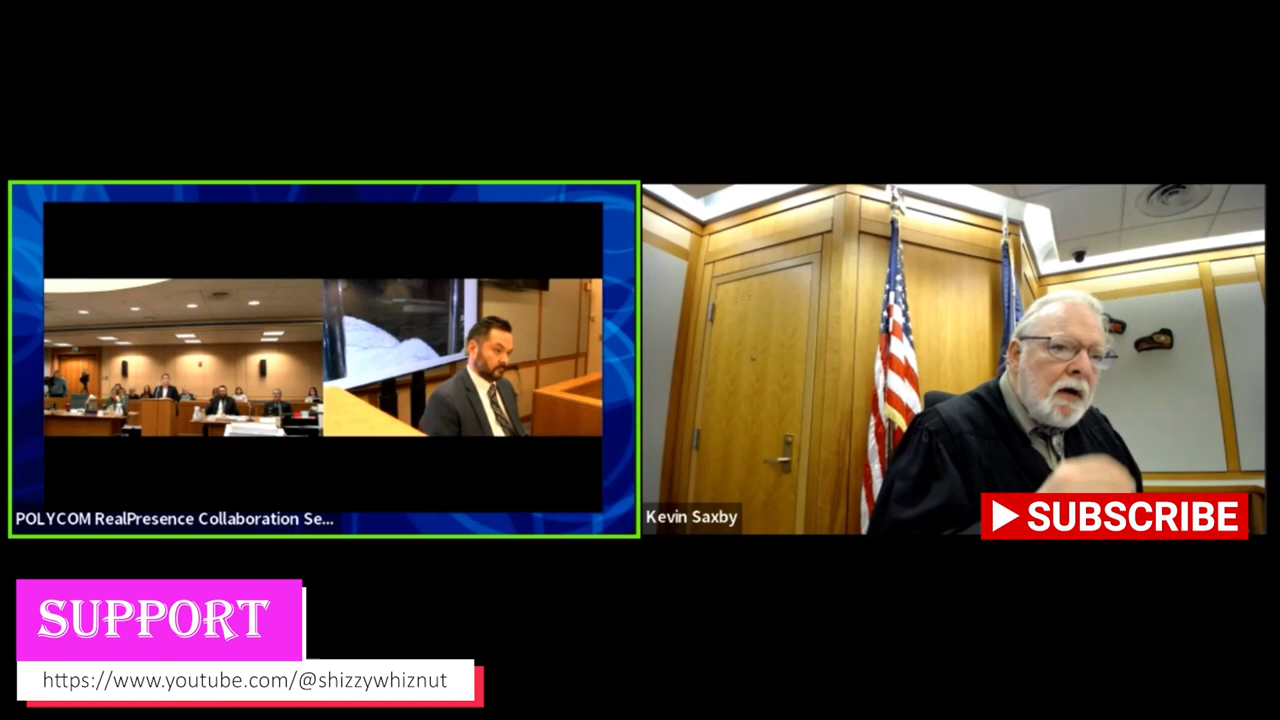 POLYCOM RealPresence Collaboration Se...
Kevin Saxby
SUBSCRIBE
SUPPORT
https://www.youtube.com/@shizzywhiznut